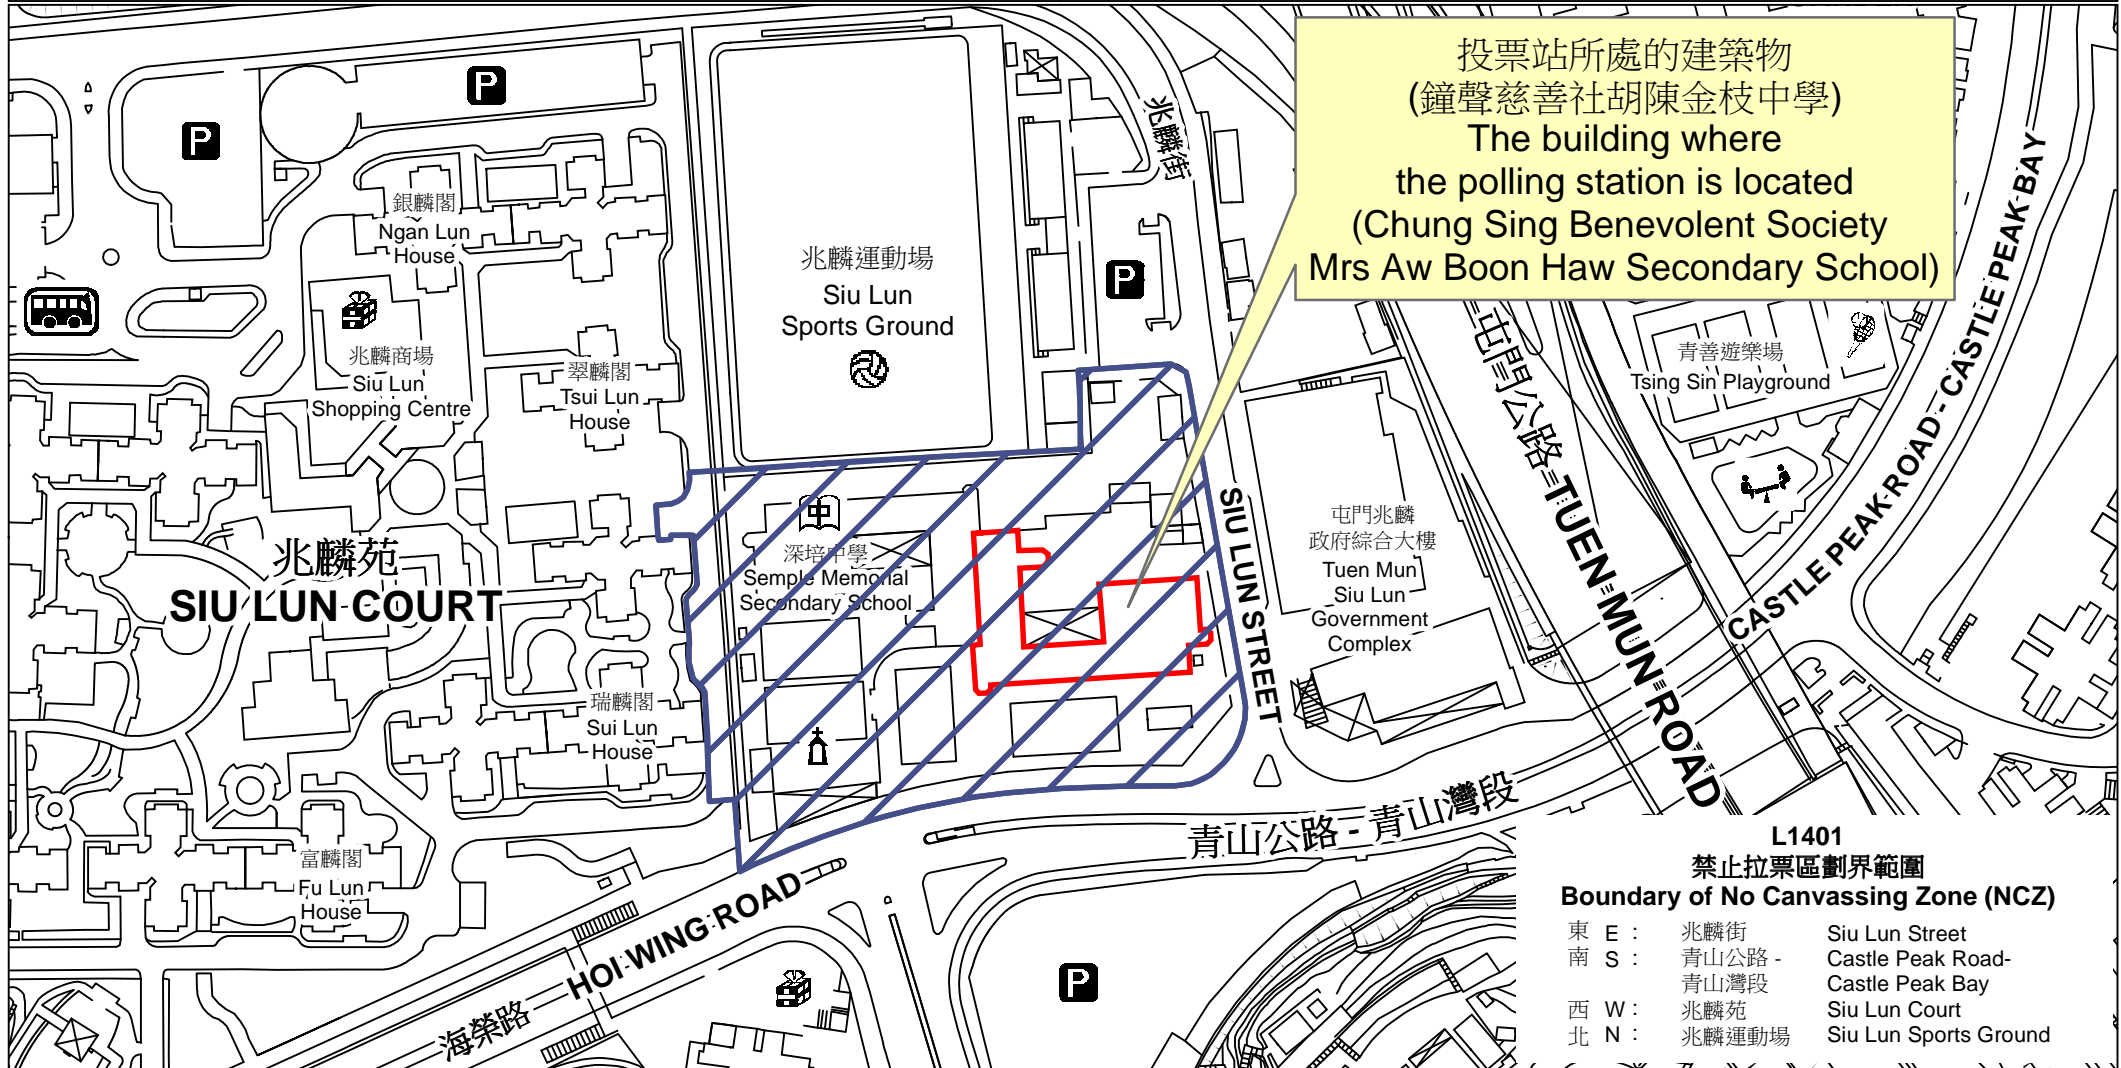 投票站所處的建築物
(鐘聲慈善社胡陳金枝中學)
The building where
the polling station is located
(Chung Sing Benevolent Society
Mrs Aw Boon Haw Secondary School)
P
P
兆麟街
銀麟閣
Ngan Lun
House
兆麟運動場
Siu Lun
Sports Ground
P
兆麟商場
Siu Lun
Shopping Centre
翠麟閣
Tsui Lun
House
青善遊樂場
Tsing Sin Playground
屯門公路 TUEN MUN ROAD
CASTLE PEAK ROAD - CASTLE PEAK BAY
兆麟苑
SIU LUN COURT
中
深培中學
Semple Memorial
Secondary School
SIU LUN STREET
屯門兆麟
政府綜合大樓
Tuen Mun
Siu Lun
Government
Complex
瑞麟閣
Sui Lun
House
富麟閣
Fu Lun
House
青山公路 - 青山灣段
海榮路 HOI WING ROAD
P
L1401
禁止拉票區劃界範圍
Boundary of No Canvassing Zone (NCZ)
東 E : 兆麟街 Siu Lun Street
南 S : 青山公路 - Castle Peak Road-
青山灣段 Castle Peak Bay
西 W : 兆麟苑 Siu Lun Court
北 N : 兆麟運動場 Siu Lun Sports Ground